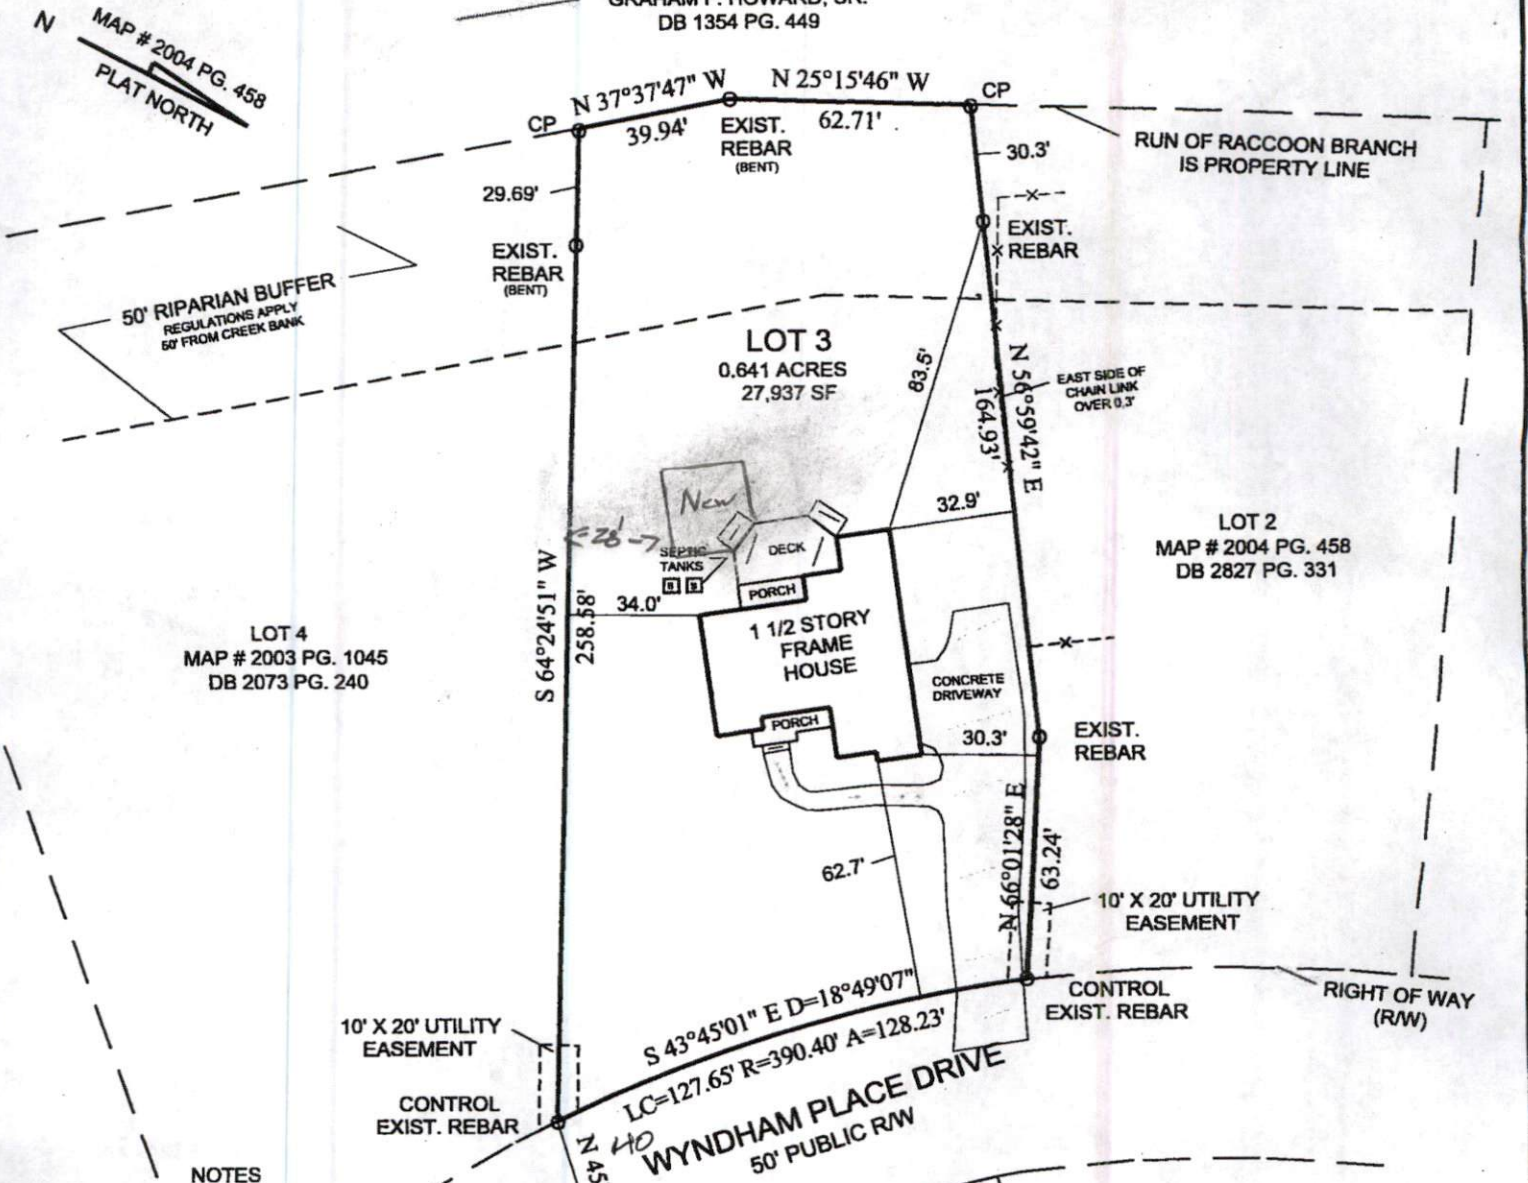 GRAHAM P. HOWARD, SR.
DB 1354 PG. 449
N
MAP # 2004 PG. 458
PLAT NORTH
CP
N 37°37'47" W
39.94'
EXIST.
REBAR
(BENT)
N 25°15'46" W
62.71'
CP
RUN OF RACCOON BRANCH
IS PROPERTY LINE
30.3'
29.69'
EXIST.
REBAR
(BENT)
EXIST.
REBAR
50' RIPARIAN BUFFER
REGULATIONS APPLY
50' FROM CREEK BANK
LOT 3
0.641 ACRES
27,937 SF
83.5'
N 56°59'42" E
164.93'
EAST SIDE OF
CHAIN LINK
OVER 0.3'
New
28'
32.9'
SEPTIC
TANKS
DECK
PORCH
LOT 2
MAP # 2004 PG. 458
DB 2827 PG. 331
34.0'
S 64°24'51" W
258.58'
LOT 4
MAP # 2003 PG. 1045
DB 2073 PG. 240
1 1/2 STORY
FRAME
HOUSE
CONCRETE
DRIVEWAY
PORCH
30.3'
EXIST.
REBAR
62.7'
N 66°01'28" E
63.24'
10' X 20' UTILITY
EASEMENT
CONTROL
EXIST. REBAR
RIGHT OF WAY
(R/W)
10' X 20' UTILITY
EASEMENT
S 43°45'01" E D=18°49'07"
LC=127.65' R=390.40' A=128.23'
CONTROL
EXIST. REBAR
40
WYNDHAM PLACE DRIVE
50' PUBLIC R/W
N 45
NOTES